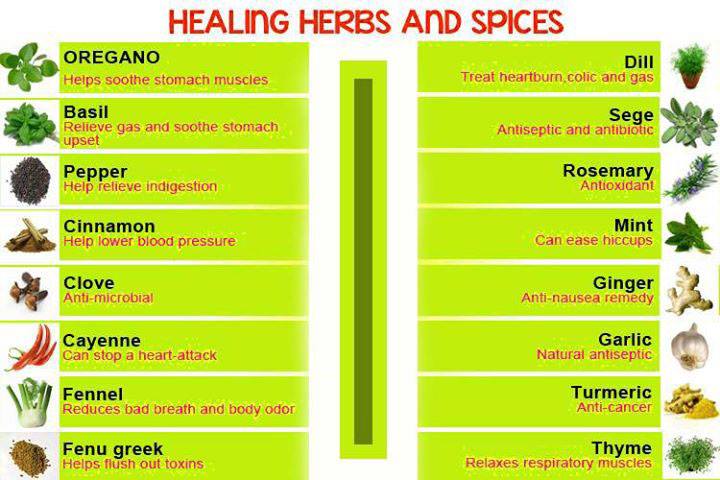 HEALING HERBS AND SPICES
OREGANO
Helps soothe stomach muscles
Basil
Relieve gas and soothe stomach
upset
Pepper
Help relieve indigestion
Cinnamon
Help lower blood pressure
Clove
Anti-microbial
Cayenne
Can stop a heart-attack
Fennel
Reduces bad breath and body odor
Fenu greek
Helps flush out toxins
Dill
Treat heartburn,colic and gas
Sege
Antiseptic and antibiotic
Rosemary
Antioxidant
Mint
Can ease hiccups
Ginger
Anti-nausea remedy
Garlic
Natural antiseptic
Turmeric
Anti-cancer
Thyme
Relaxes respiratory muscles